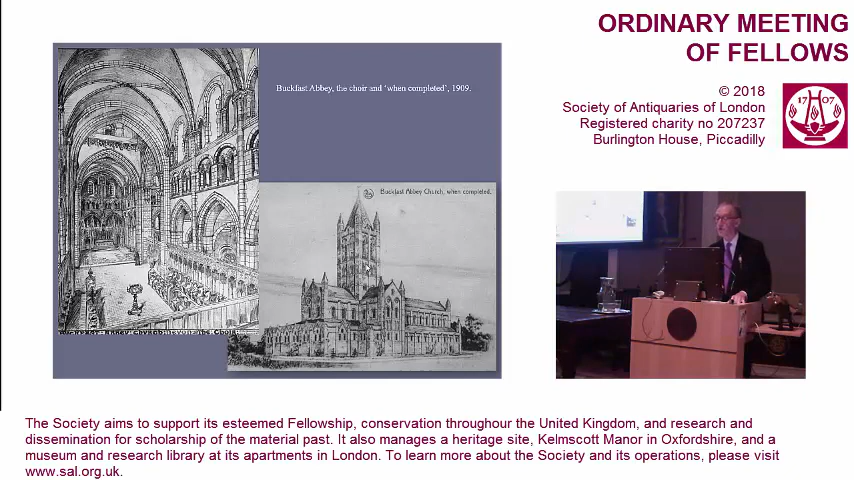 ORDINARY MEETING
OF FELLOWS
© 2018
Society of Antiquaries of London
Registered charity no 207237
Burlington House, Piccadilly
17 07
Buckfast Abbey, the choir and 'when completed', 1909.
Buckfast Abbey Church, when completed.
The Society aims to support its esteemed Fellowship, conservation throughour the United Kingdom, and research and
dissemination for scholarship of the material past. It also manages a heritage site, Kelmscott Manor in Oxfordshire, and a
museum and research library at its apartments in London. To learn more about the Society and its operations, please visit
www.sal.org.uk.